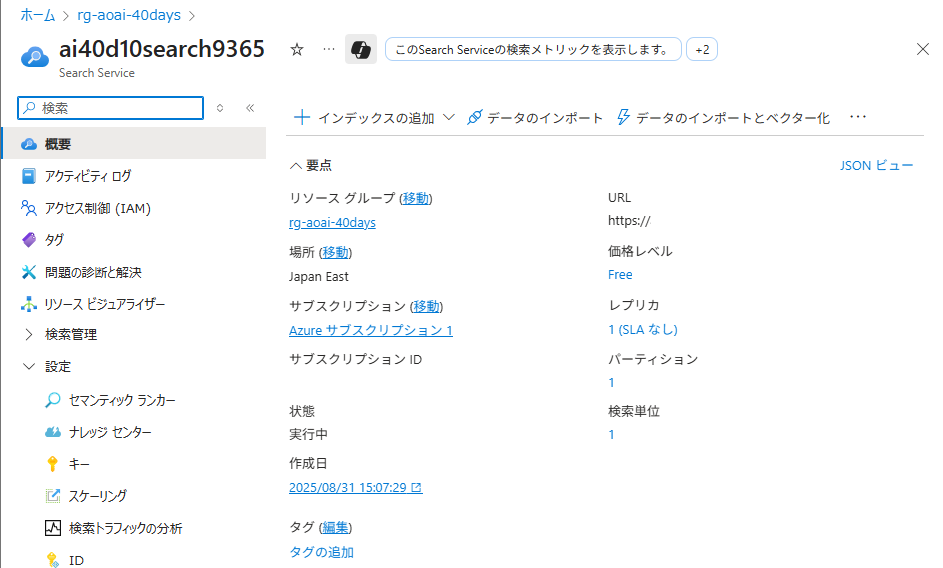 ホーム > rg-aoai-40days >
ai40d10search9365
Search Service
このSearch Serviceの検索メトリックを表示します。
+2
検索
概要
アクティビティ ログ
アクセス制御 (IAM)
タグ
問題の診断と解決
リソース ビジュアライザー
検索管理
設定
セマンティック ランカー
ナレッジ センター
キー
スケーリング
検索トラフィックの分析
ID
インデックスの追加
データのインポート
データのインポートとベクター化
要点
JSON ビュー
リソース グループ (移動)
rg-aoai-40days
場所 (移動)
Japan East
サブスクリプション (移動)
Azure サブスクリプション 1
サブスクリプション ID
状態
実行中
作成日
2025/08/31 15:07:29
タグ (編集)
タグの追加
URL
https://
価格レベル
Free
レプリカ
1 (SLA なし)
パーティション
1
検索単位
1